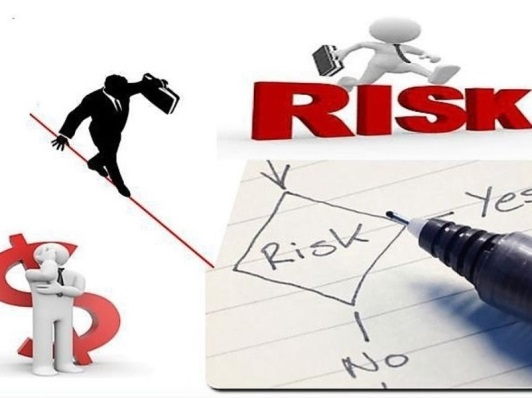 RISK
Yes
Risk
No